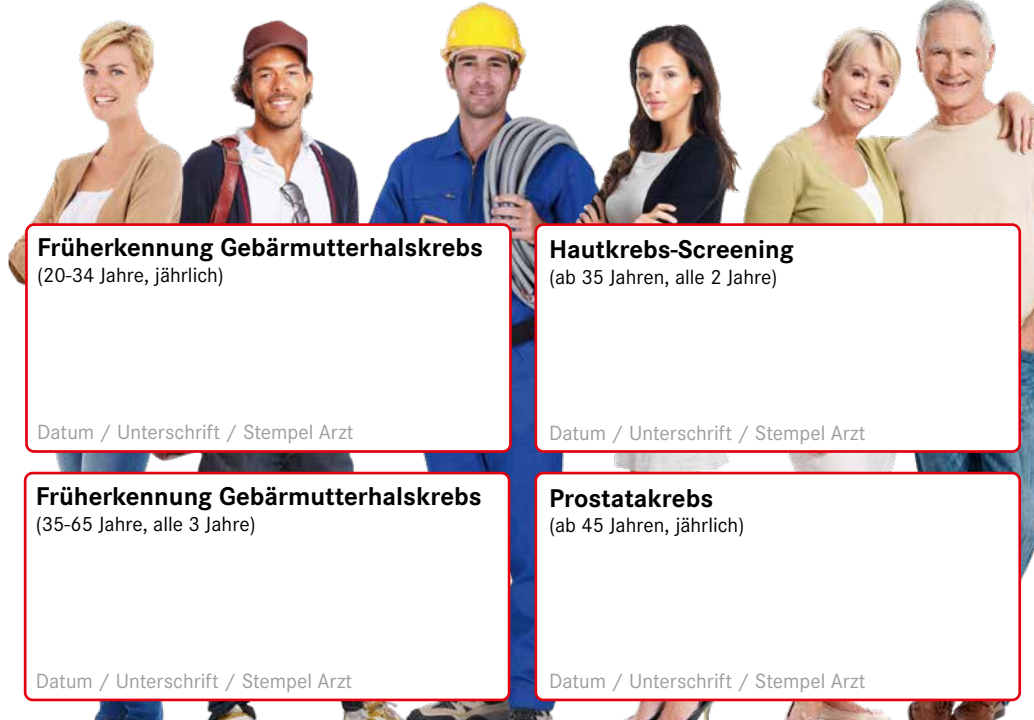 Früherkennung Gebärmutterhalskrebs
(20-34 Jahre, jährlich)
Datum / Unterschrift / Stempel Arzt
Hautkrebs-Screening
(ab 35 Jahren, alle 2 Jahre)
Datum / Unterschrift / Stempel Arzt
Früherkennung Gebärmutterhalskrebs
(35-65 Jahre, alle 3 Jahre)
Datum / Unterschrift / Stempel Arzt
Prostatakrebs
(ab 45 Jahren, jährlich)
Datum / Unterschrift / Stempel Arzt